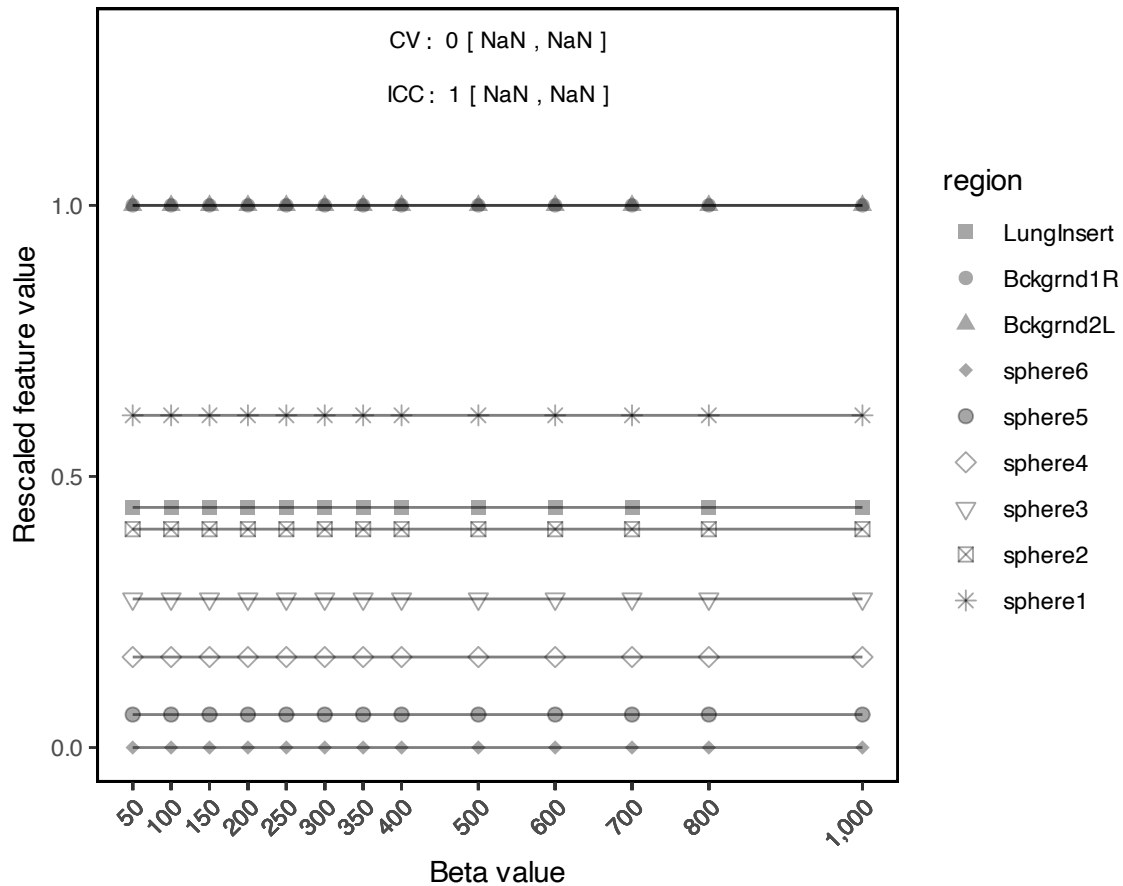 CV : 0 [ NaN , NaN ]
ICC : 1 [ NaN , NaN ]
1.0
0.5
0.0
Rescaled feature value
50
100
150
200
250
300
350
400
500
600
700
800
1,000
Beta value
region
LungInsert
Bckgrnd1R
Bckgrnd2L
sphere6
sphere5
sphere4
sphere3
sphere2
sphere1